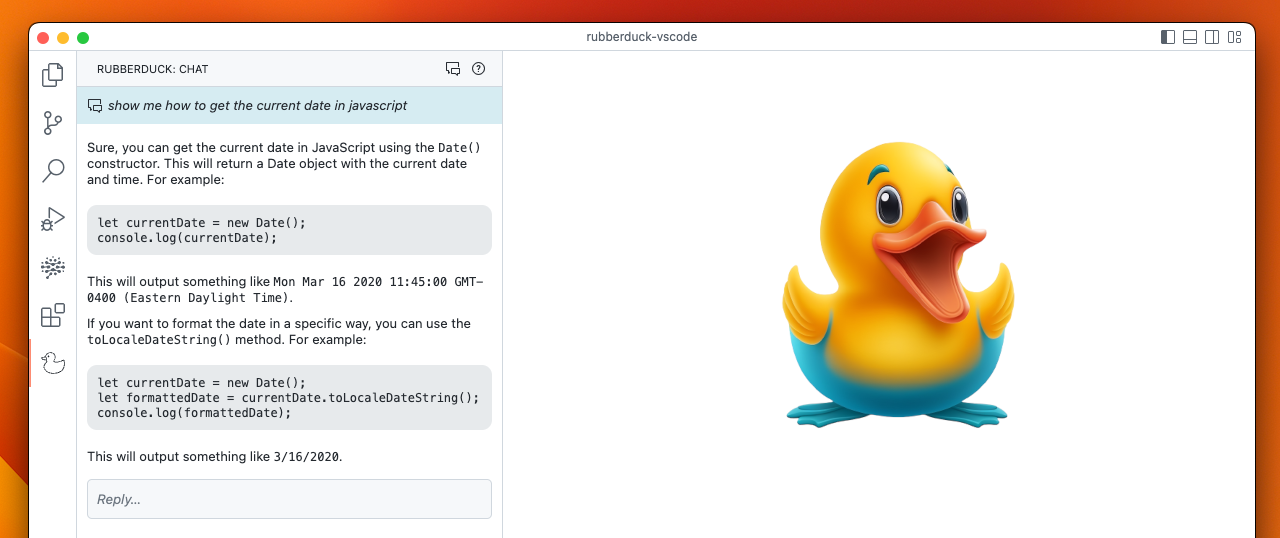 rubberduck-vscode
RUBBERDUCK: CHAT
show me how to get the current date in javascript
Sure, you can get the current date in JavaScript using the Date()
constructor. This will return a Date object with the current date
and time. For example:
let currentDate = new Date();
console.log(currentDate);
This will output something like Mon Mar 16 2020 11:45:00 GMT-
0400 (Eastern Daylight Time).
If you want to format the date in a specific way, you can use the
toLocaleDateString() method. For example:
let currentDate = new Date();
let formattedDate = currentDate.toLocaleDateString();
console.log(formattedDate);
This will output something like 3/16/2020.
Reply...